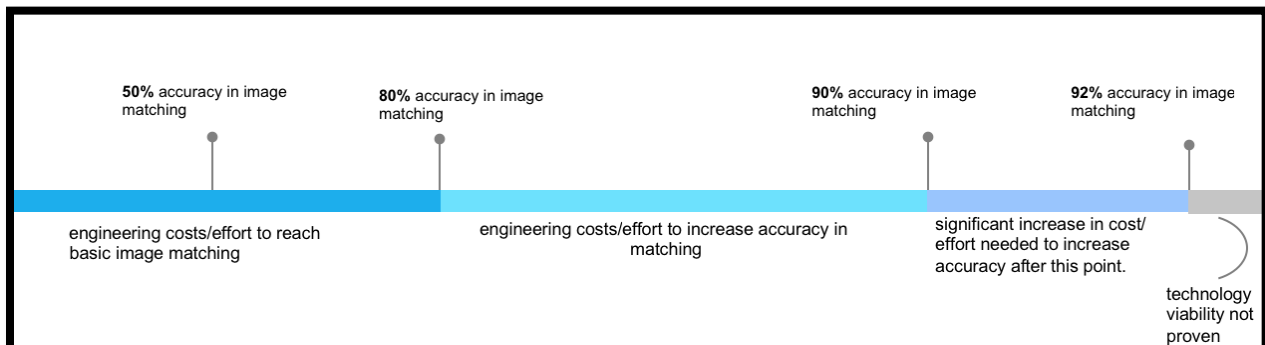 50% accuracy in image
matching
80% accuracy in image
matching
90% accuracy in image
matching
92% accuracy in image
matching
engineering costs/effort to reach
basic image matching
engineering costs/effort to increase accuracy in
matching
significant increase in cost/
effort needed to increase
accuracy after this point.
technology
viability not
proven